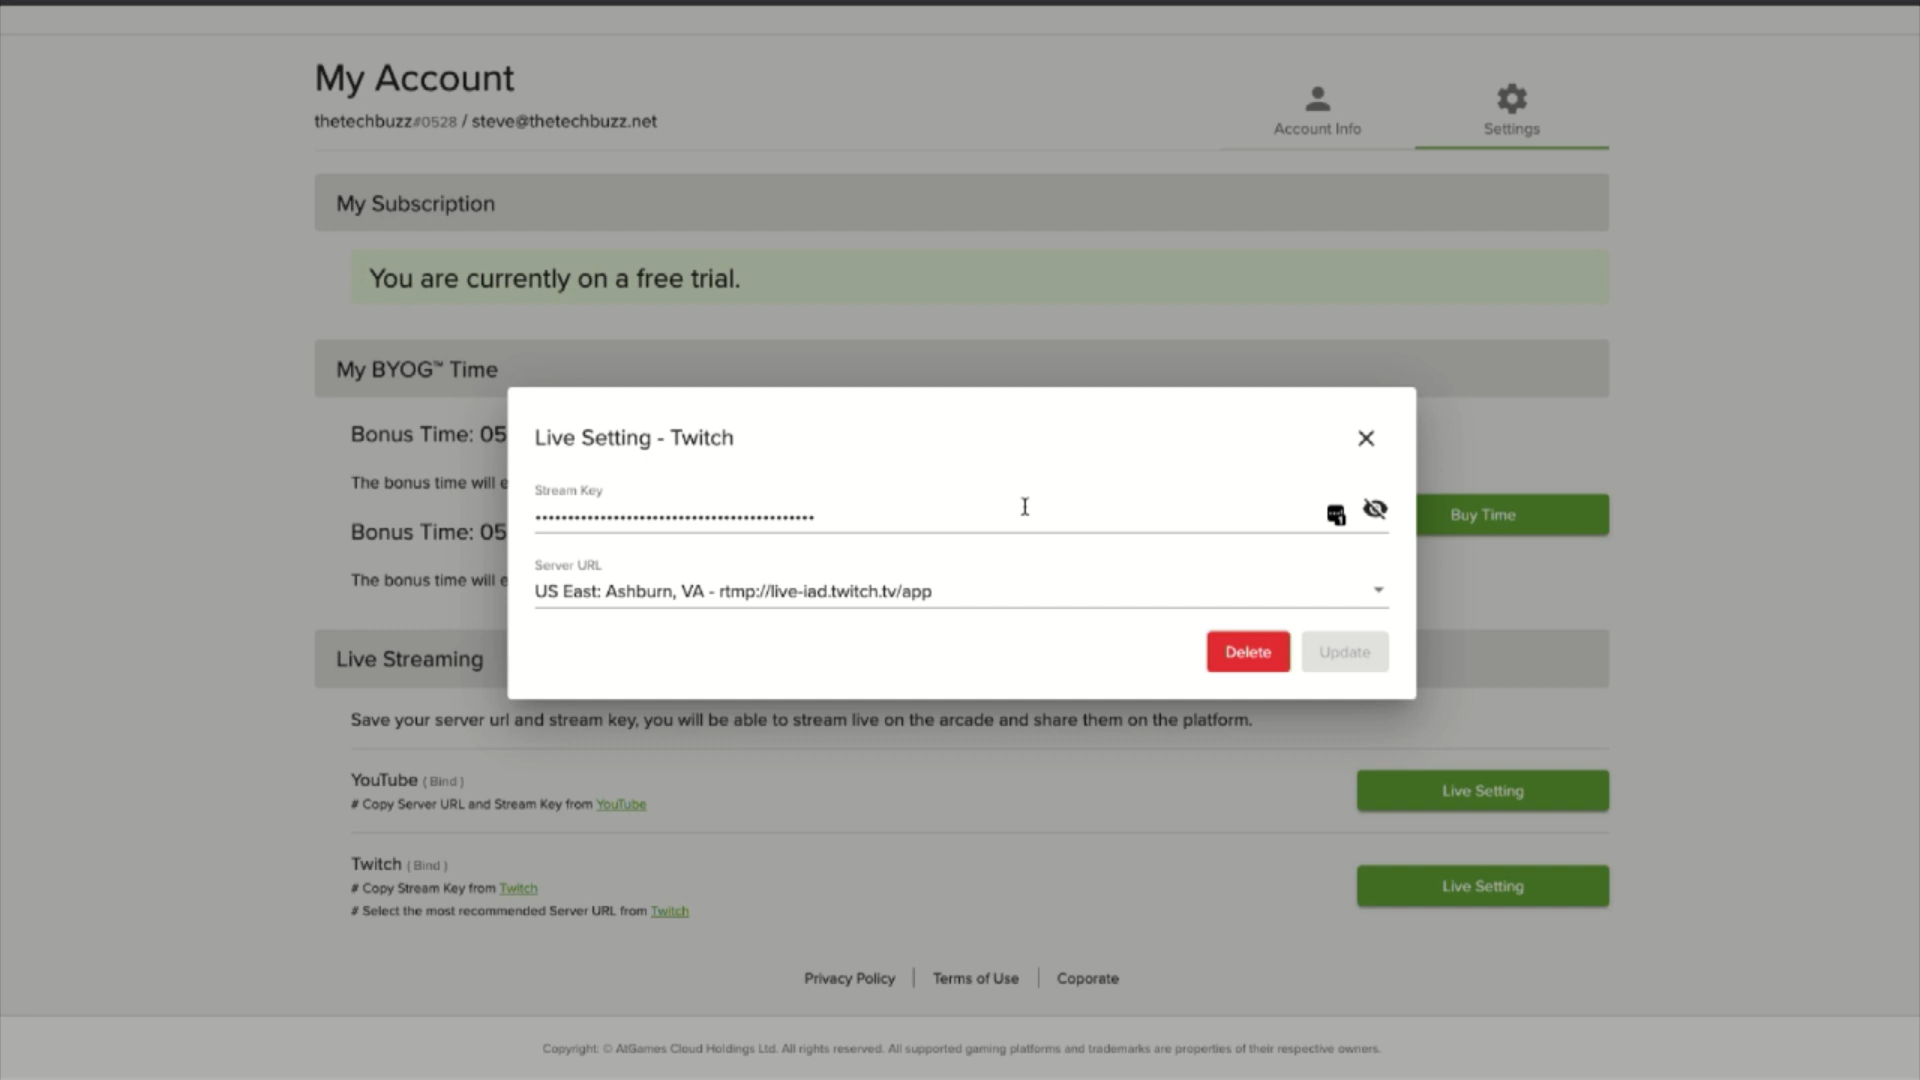 My Account
thetechbuzz#0528 / steve@thetechbuzz.net
Account Info
Settings
My Subscription
You are currently on a free trial.
My BYOG™ Time
Bonus Time: 05
The bonus time will e
Bonus Time: 05
The bonus time will e
Buy Time
Live Setting - Twitch
Stream Key
Server URL
US East: Ashburn, VA - rtmp://live-iad.twitch.tv/app
Delete
Update
Live Streaming
Save your server url and stream key, you will be able to stream live on the arcade and share them on the platform.
YouTube ( Bind )
# Copy Server URL and Stream Key from YouTube
Live Setting
Twitch ( Bind )
# Copy Stream Key from Twitch
# Select the most recommended Server URL from Twitch
Live Setting
Privacy Policy | Terms of Use | Coporate
Copyright: © AtGames Cloud Holdings Ltd. All rights reserved. All supported gaming platforms and trademarks are properties of their respective owners.